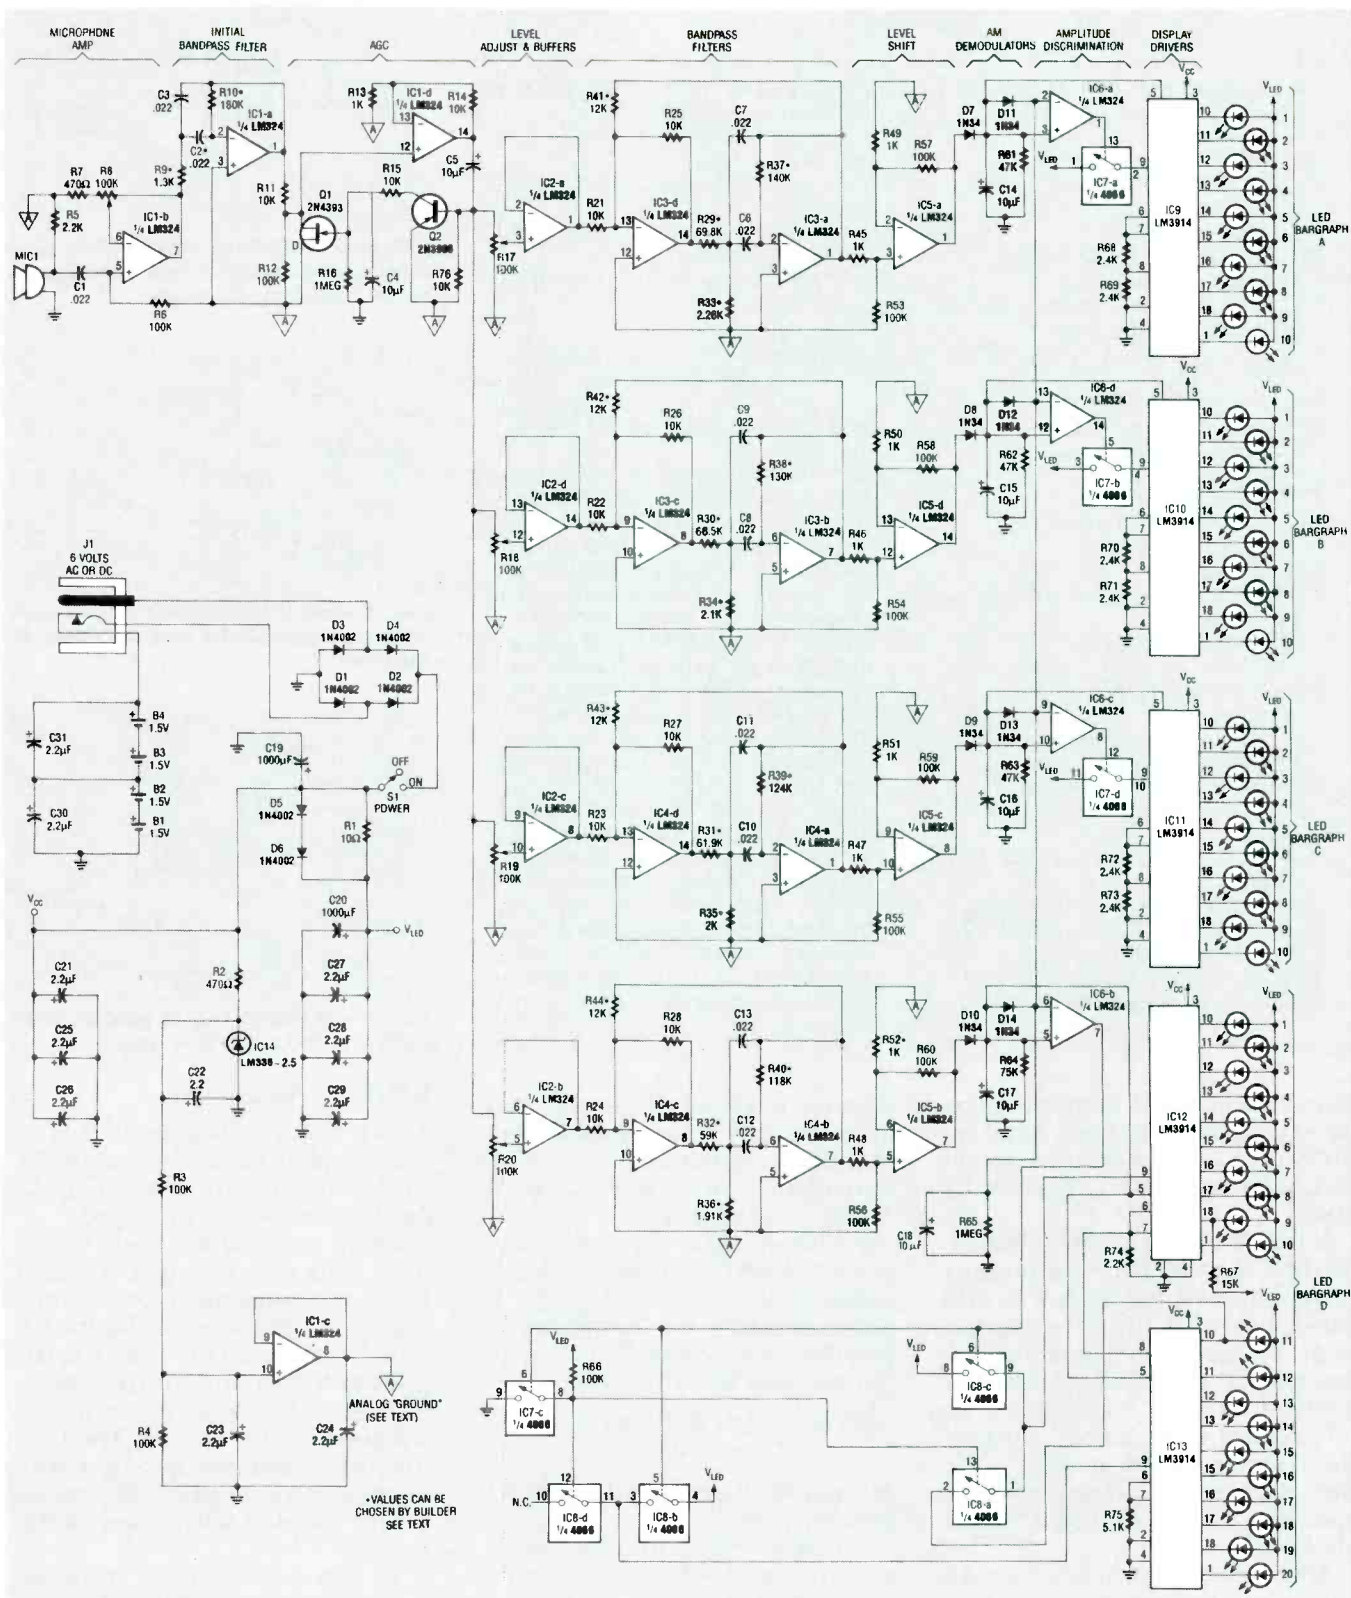 MICROPHONE AMP
INITIAL BANDPASS FILTER
AGC
LEVEL ADJUST & BUFFERS
BANDPASS FILTERS
LEVEL SHIFT
AM DEMODULATORS
AMPLITUDE DISCRIMINATION
DISPLAY DRIVERS
C3 .022
R10* 180K
IC1-a ¼ LM324
C2* .022
R9* 1.3K
R7 470Ω
R8 100K
R5 2.2K
IC1-b ¼ LM324
MIC1
C1 .022
R6 100K
R11 10K
R12 100K
R13 1K
IC1-d ¼ LM324
R14 10K
C5 10µF
R15 10K
Q1 2N4393
D
R16 1MEG
C4 10µF
Q2
R76 10K
R17 100K
IC2-a ¼ LM324
R21 10K
R41* 12K
R25 10K
IC3-d ¼ LM324
R29* 69.8K
C7 .022
R37* 140K
C6 .022
IC3-a ¼ LM324
R33* 2.26K
R45 1K
R49 1K
R57 100K
IC5-a ¼ LM324
R53 100K
D7 1N34
D11 1N34
R61 47K
C14 10µF
IC6-a ¼ LM324
V_LED
IC7-a ¼ 4066
V_CC
IC9 LM3914
R68 2.4K
R69 2.4K
V_LED
LED BARGRAPH A
R18 100K
IC2-d ¼ LM324
R22 10K
R42* 12K
R26 10K
IC3-c ¼ LM324
R30* 66.5K
C9 .022
R38* 130K
C8 .022
IC3-b ¼ LM324
R34* 2.1K
R46 1K
R50 1K
R58 100K
IC5-d ¼ LM324
R54 100K
D8 1N34
D12 1N34
R62 47K
C15 10µF
IC6-d ¼ LM324
V_LED
IC7-b ¼ 4066
V_CC
IC10 LM3914
R70 2.4K
R71 2.4K
V_LED
LED BARGRAPH B
J1 6 VOLTS AC OR DC
D3 1N4002
D4 1N4002
D1 1N4002
D2 1N4002
C31 2.2µF
C30 2.2µF
B4 1.5V
B3 1.5V
B2 1.5V
B1 1.5V
C19 1000µF
D5 1N4002
D6 1N4002
OFF
ON
S1 POWER
R1 10Ω
R19 100K
IC2-c ¼ LM324
R23 10K
R43* 12K
R27 10K
IC4-d ¼ LM324
R31* 61.9K
C11 .022
R39* 124K
C10 .022
IC4-a ¼ LM324
R35* 2K
R47 1K
R51 1K
R59 100K
IC5-c ¼ LM324
R55 100K
D9 1N34
D13 1N34
R63 47K
C16 10µF
IC6-c ¼ LM324
V_LED
IC7-d ¼ 4066
V_CC
IC11 LM3914
R72 2.4K
R73 2.4K
V_LED
LED BARGRAPH C
V_CC
C20 1000µF
V_LED
C21 2.2µF
C25 2.2µF
C26 2.2µF
R2 470Ω
IC14 LM336-2.5
C22 2.2
C27 2.2µF
C28 2.2µF
C29 2.2µF
R3 100K
R20 100K
IC2-b ¼ LM324
R24 10K
R44* 12K
R28 10K
IC4-c ¼ LM324
R32* 59K
C13 .022
R40* 118K
C12 .022
IC4-b ¼ LM324
R36* 1.91K
R48 1K
R52* 1K
R60 100K
IC5-b ¼ LM324
R56 100K
D10 1N34
D14 1N34
R64 75K
C17 10µF
IC6-b ¼ LM324
C18 10µF
R65 1MEG
V_CC
IC12 LM3914
R74 2.2K
R67 15K
V_LED
V_LED
LED BARGRAPH D
IC1-c ¼ LM324
R4 100K
C23 2.2µF
C24 2.2µF
A
ANALOG "GROUND" (SEE TEXT)
*VALUES CAN BE CHOSEN BY BUILDER SEE TEXT
V_LED
R66 100K
IC7-c ¼ 4066
N.C.
IC8-d ¼ 4066
IC8-b ¼ 4066
V_LED
V_LED
IC8-c ¼ 4066
IC8-a ¼ 4066
V_CC
IC13 LM3914
R75 5.1K